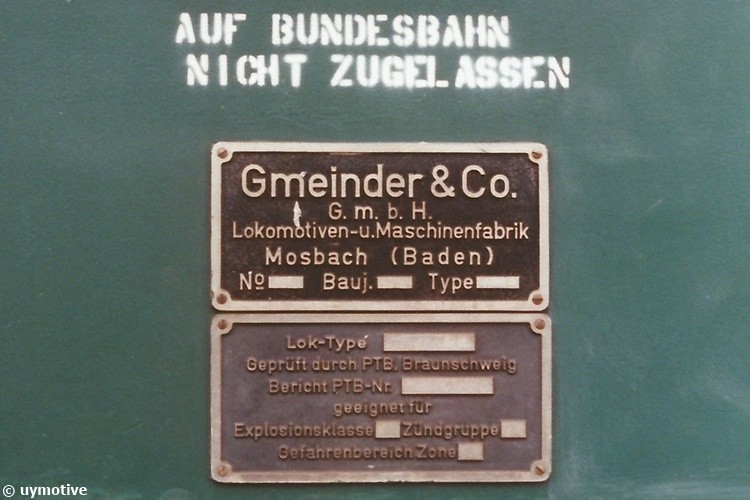 AUF BUNDESBAHN
NICHT ZUGELASSEN
Gmeinder & Co.
G. m. b. H.
Lokomotiven-u.Maschinenfabrik
Mosbach (Baden)
Nº Bauj. Type
Lok-Type
Geprüft durch PTB, Braunschweig
Bericht PTB-Nr.
geeignet für
Explosionsklasse Zündgruppe
Gefahrenbereich Zone
© uymotive